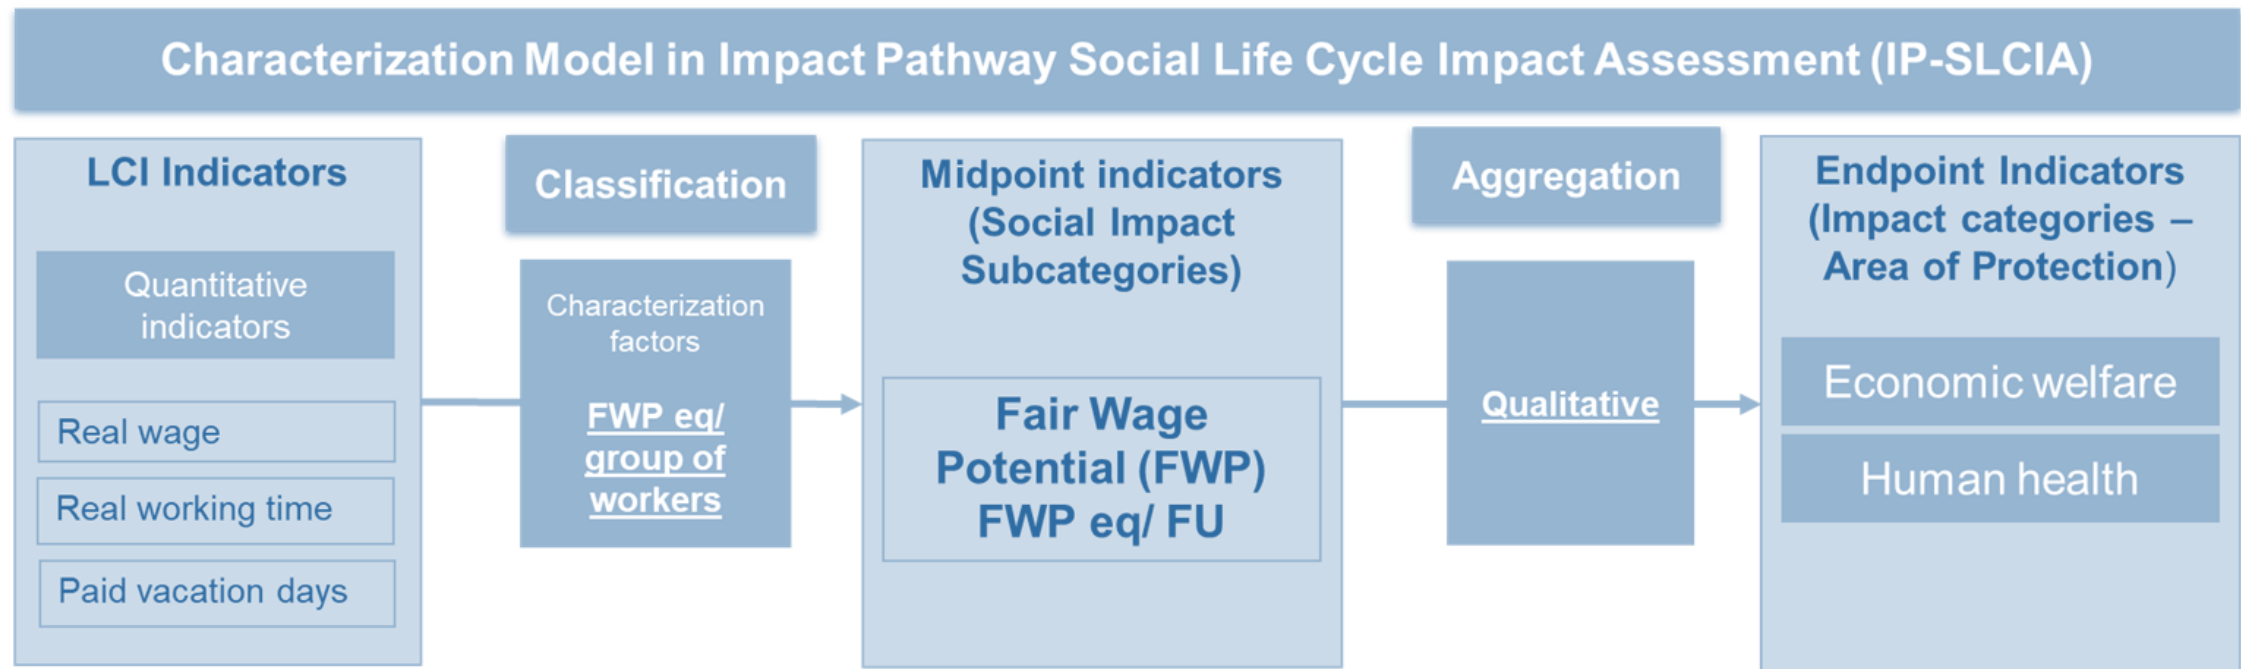 Characterization Model in Impact Pathway Social Life Cycle Impact Assessment (IP-SLCIA)
LCI Indicators
Quantitative
indicators
Real wage
Real working time
Paid vacation days
Classification
Characterization
factors
FWP eq/
group of
workers
Midpoint indicators
(Social Impact
Subcategories)
Fair Wage
Potential (FWP)
FWP eq/ FU
Aggregation
Qualitative
Endpoint Indicators
(Impact categories –
Area of Protection)
Economic welfare
Human health